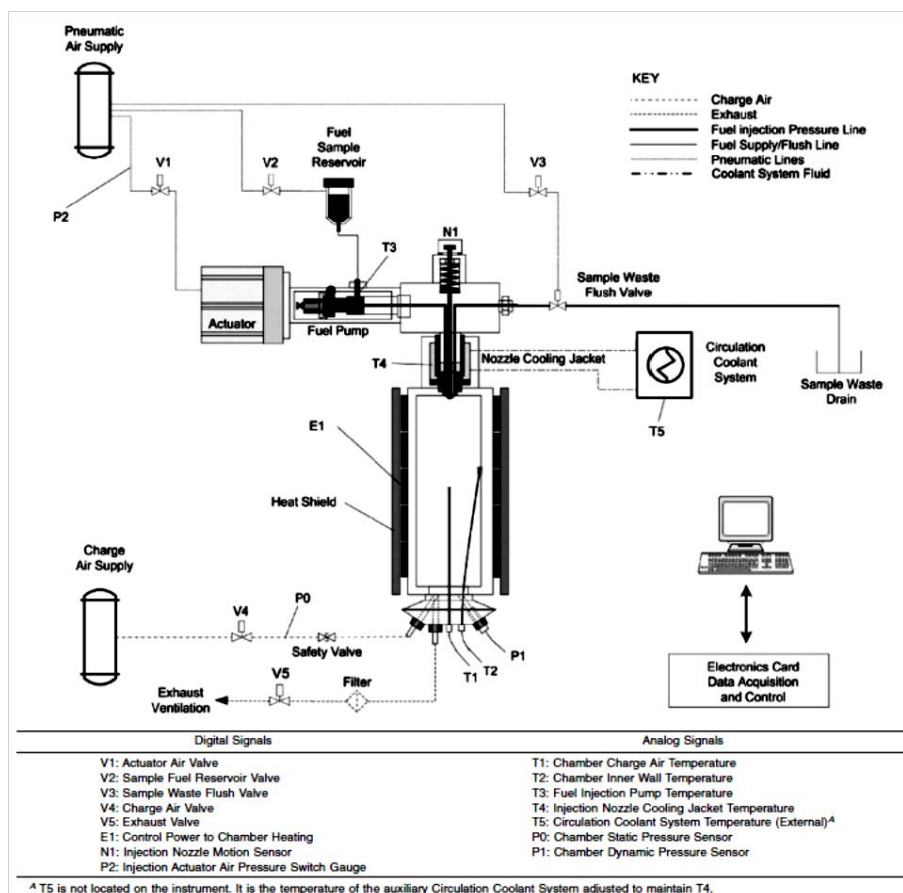 Pneumatic
Air Supply
KEY
Charge Air
Exhaust
Fuel injection Pressure Line
Fuel Supply/Flush Line
Pneumatic Lines
Coolant System Fluid
Fuel
Sample
Reservoir
V1
V2
V3
P2
T3
N1
Actuator
Fuel Pump
Sample Waste
Flush Valve
T4
Nozzle Cooling Jacket
Circulation
Coolant
System
Sample Waste
Drain
T5
E1
Heat Shield
Charge
Air Supply
V4
P0
Safety Valve
P1
T2
T1
V5
Filter
Exhaust
Ventilation
Electronics Card
Data Acquisition
and Control
Digital Signals
V1: Actuator Air Valve
V2: Sample Fuel Reservoir Valve
V3: Sample Waste Flush Valve
V4: Charge Air Valve
V5: Exhaust Valve
E1: Control Power to Chamber Heating
N1: Injection Nozzle Motion Sensor
P2: Injection Actuator Air Pressure Switch Gauge
Analog Signals
T1: Chamber Charge Air Temperature
T2: Chamber Inner Wall Temperature
T3: Fuel Injection Pump Temperature
T4: Injection Nozzle Cooling Jacket Temperature
T5: Circulation Coolant System Temperature (External)A
P0: Chamber Static Pressure Sensor
P1: Chamber Dynamic Pressure Sensor
A T5 is not located on the instrument. It is the temperature of the auxiliary Circulation Coolant System adjusted to maintain T4.